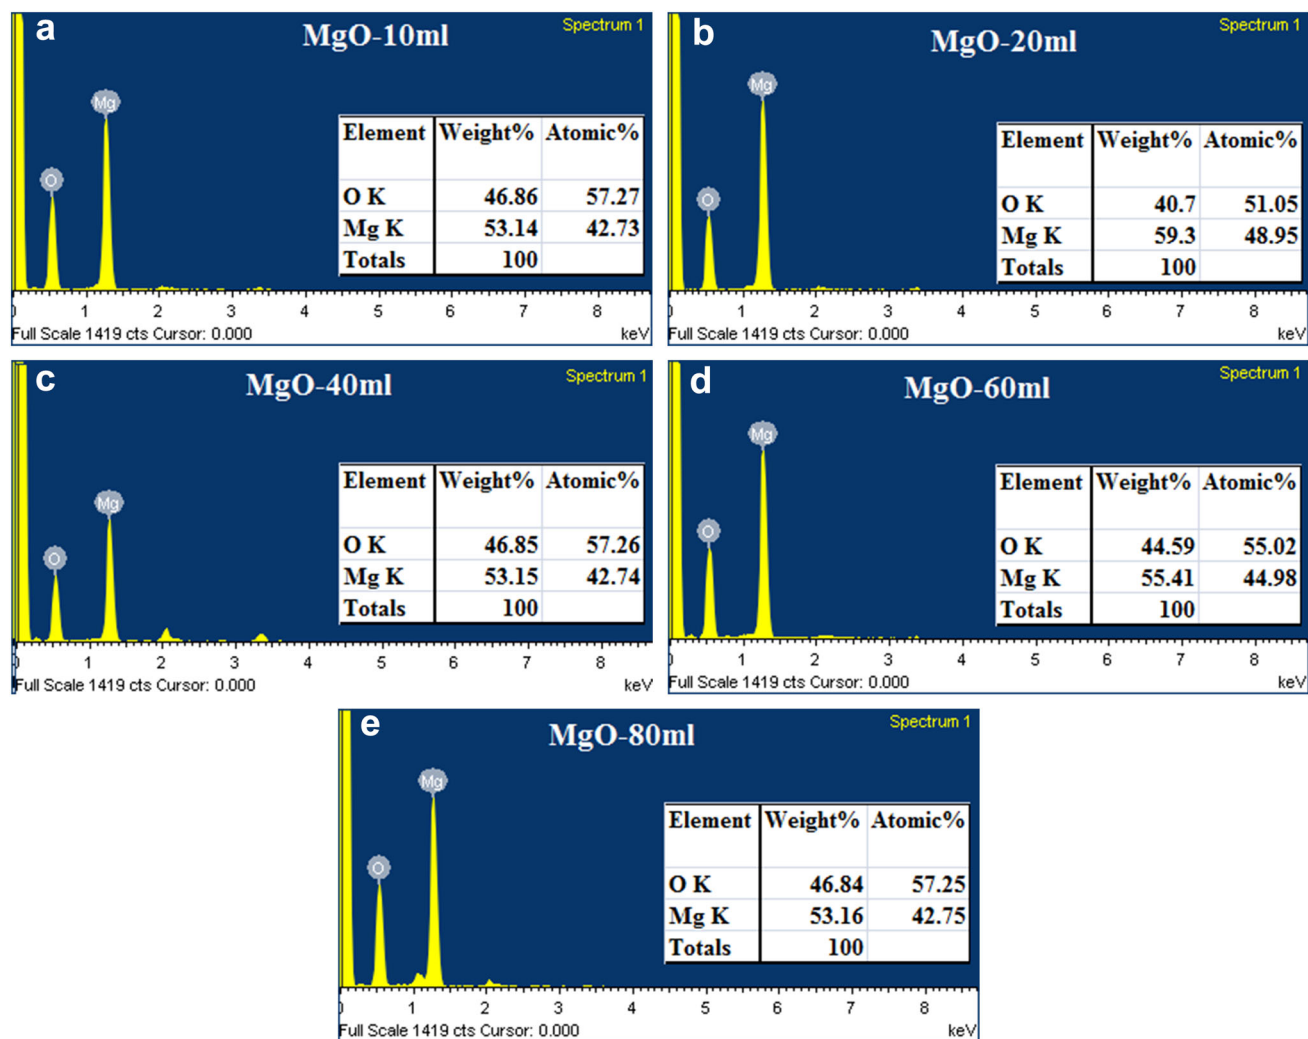 a
MgO-10ml
Spectrum 1
Mg
O
Element Weight% Atomic%
O K 46.86 57.27
Mg K 53.14 42.73
Totals 100
0 1 2 3 4 5 6 7 8
Full Scale 1419 cts Cursor: 0.000 keV
b
MgO-20ml
Spectrum 1
Mg
O
Element Weight% Atomic%
O K 40.7 51.05
Mg K 59.3 48.95
Totals 100
0 1 2 3 4 5 6 7 8
Full Scale 1419 cts Cursor: 0.000 keV
c
MgO-40ml
Spectrum 1
Mg
O
Element Weight% Atomic%
O K 46.85 57.26
Mg K 53.15 42.74
Totals 100
0 1 2 3 4 5 6 7 8
Full Scale 1419 cts Cursor: 0.000 keV
d
MgO-60ml
Spectrum 1
Mg
O
Element Weight% Atomic%
O K 44.59 55.02
Mg K 55.41 44.98
Totals 100
0 1 2 3 4 5 6 7 8
Full Scale 1419 cts Cursor: 0.000 keV
e
MgO-80ml
Spectrum 1
Mg
O
Element Weight% Atomic%
O K 46.84 57.25
Mg K 53.16 42.75
Totals 100
0 1 2 3 4 5 6 7 8
Full Scale 1419 cts Cursor: 0.000 keV